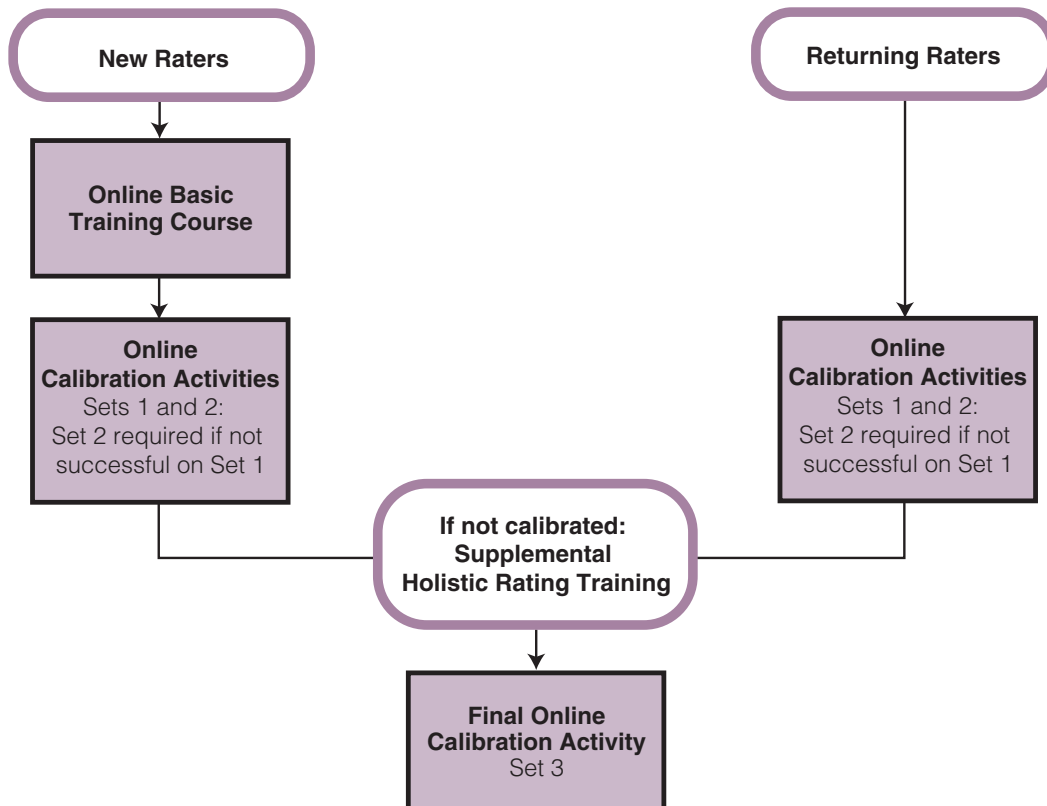 New Raters
Returning Raters
Online Basic
Training Course
Online
Calibration Activities
Sets 1 and 2:
Set 2 required if not
successful on Set 1
Online
Calibration Activities
Sets 1 and 2:
Set 2 required if not
successful on Set 1
If not calibrated:
Supplemental
Holistic Rating Training
Final Online
Calibration Activity
Set 3